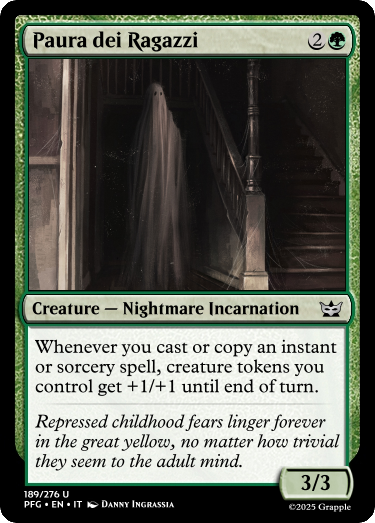 Paura dei Ragazzi 2
Creature — Nightmare Incarnation
Whenever you cast or copy an instant
or sorcery spell, creature tokens you
control get +1/+1 until end of turn.
Repressed childhood fears linger forever
in the great yellow, no matter how trivial
they seem to the adult mind.
3/3
189/276 U
PFG • EN • IT Danny Ingrassia
©2025 Grapple